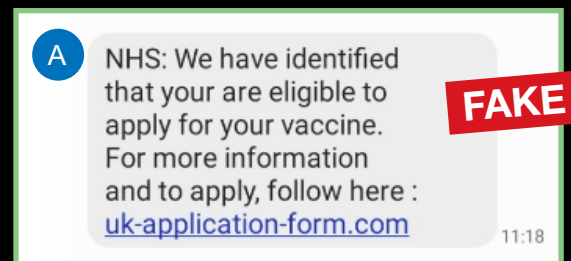 A
NHS: We have identified
that your are eligible to
apply for your vaccine.
FAKE
For more information
and to apply, follow here :
uk-application-form.com
11:18